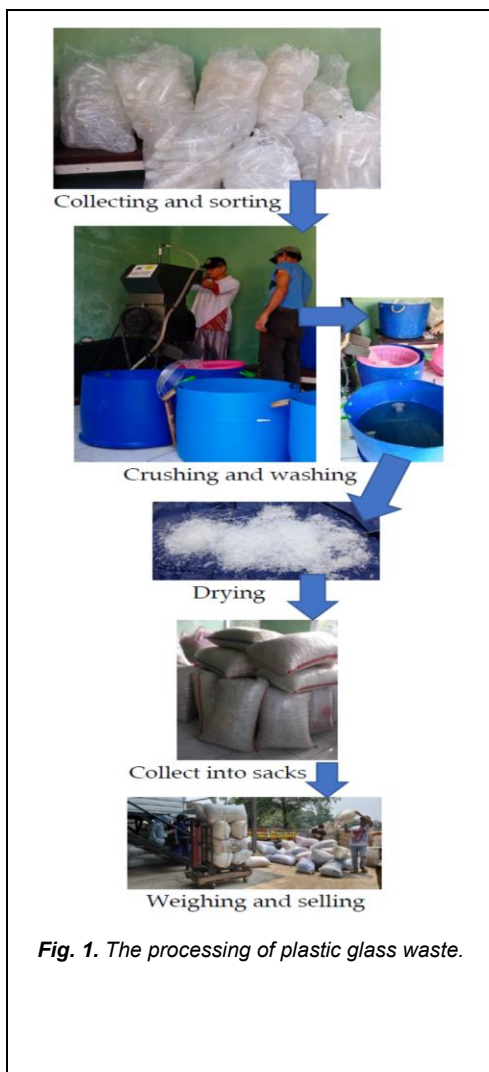 Collecting and sorting
Crushing and washing
Drying
Collect into sacks
Weighing and selling
Fig. 1. The processing of plastic glass waste.